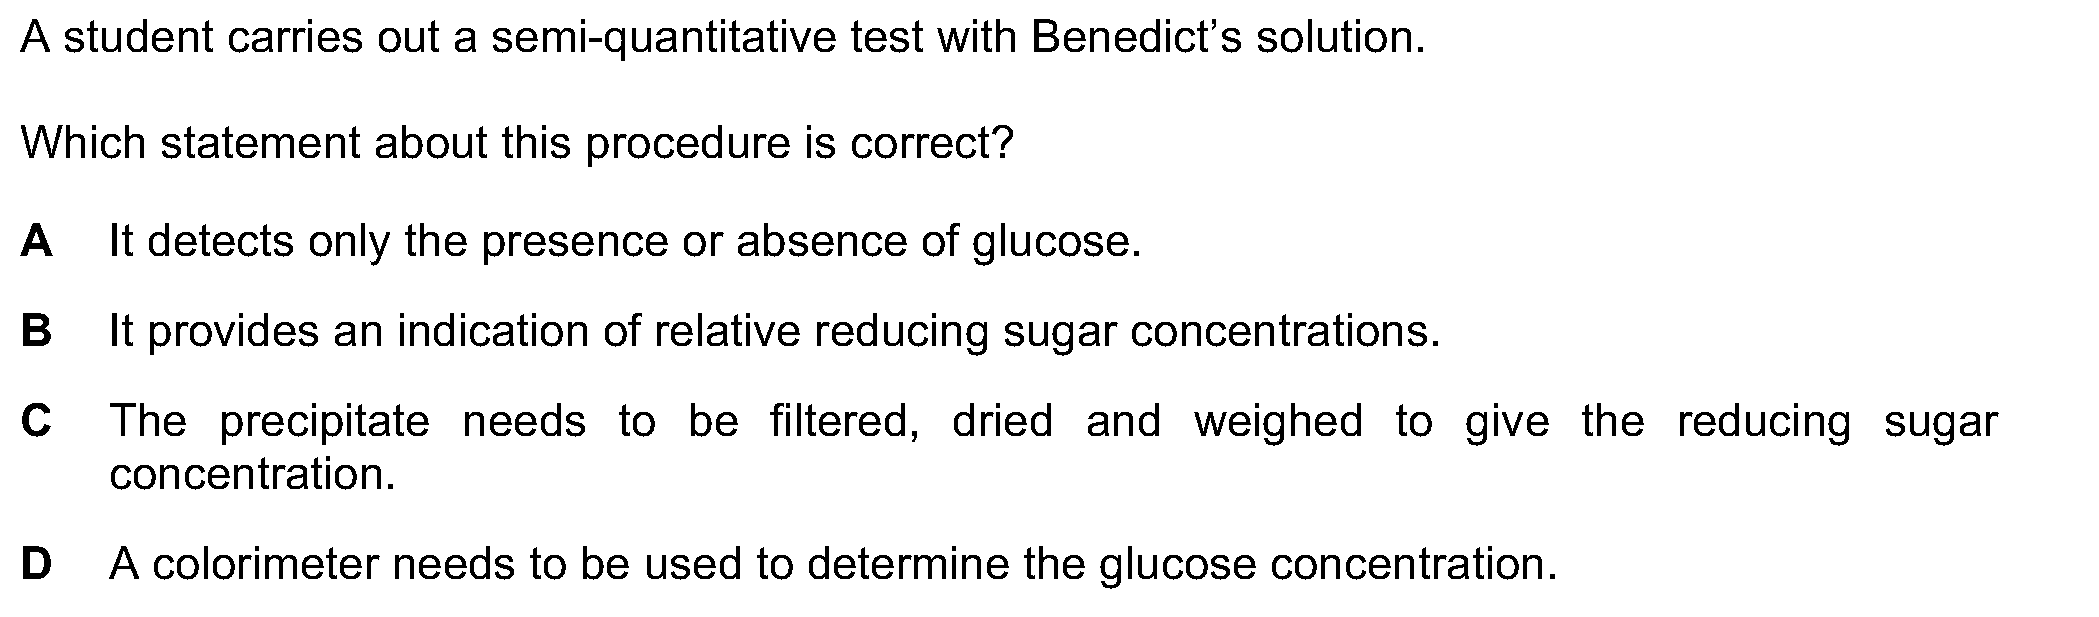 A student carries out a semi-quantitative test with Benedict’s solution.
Which statement about this procedure is correct?
A It detects only the presence or absence of glucose.
B It provides an indication of relative reducing sugar concentrations.
C The precipitate needs to be filtered, dried and weighed to give the reducing sugar
concentration.
D A colorimeter needs to be used to determine the glucose concentration.